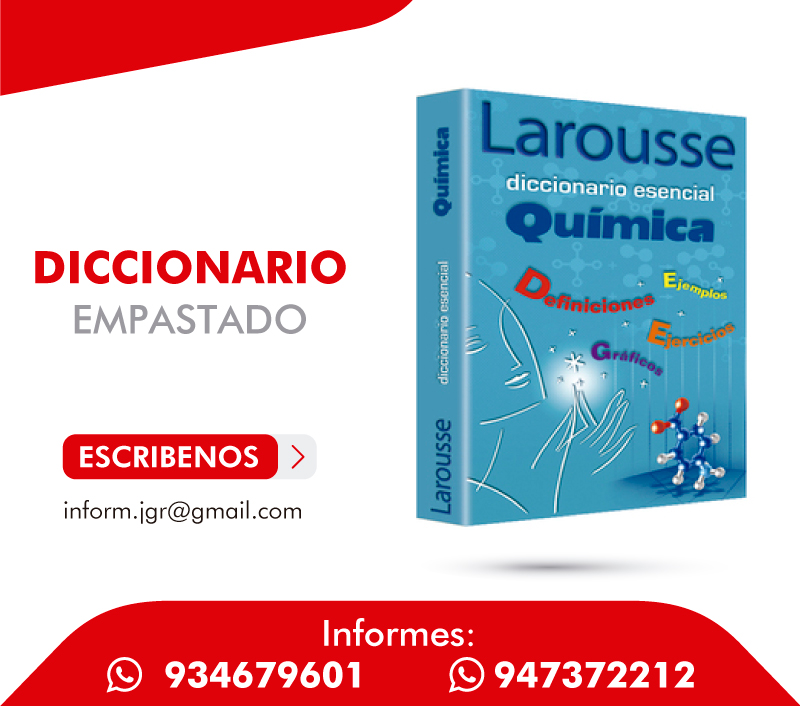 DICCIONARIO
EMPASTADO
ESCRIBENOS
inform.jgr@gmail.com
Larousse
diccionario esencial
Química
Definiciones
Ejemplos
Ejercicios
Gráficos
Química
diccionario esencial
Larousse
Informes:
934679601
947372212